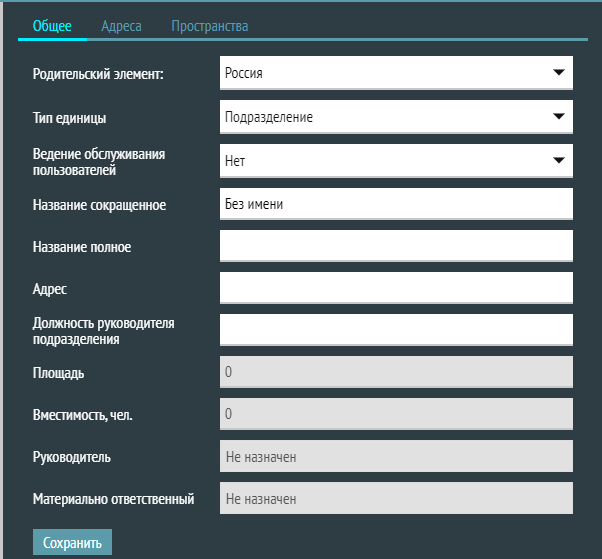 Общее Адреса Пространства
Родительский элемент: Россия
Тип единицы Подразделение
Ведение обслуживания
пользователей Нет
Название сокращенное Без имени
Название полное
Адрес
Должность руководителя
подразделения
Площадь 0
Вместимость, чел. 0
Руководитель Не назначен
Материально ответственный Не назначен
Сохранить